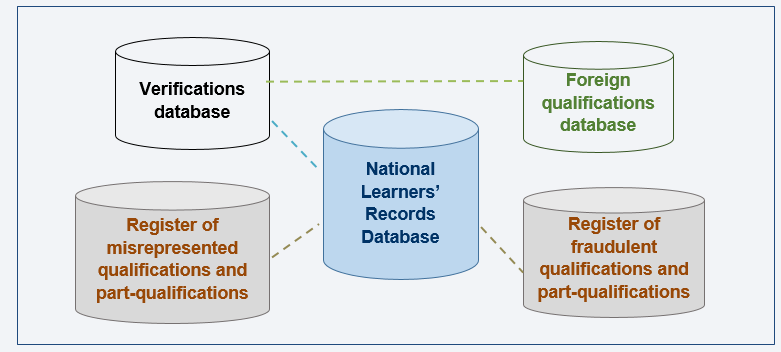 Verifications
database
Foreign
qualifications
database
National
Learners’
Records
Database
Register of
misrepresented
qualifications and
part-qualifications
Register of
fraudulent
qualifications and
part-qualifications